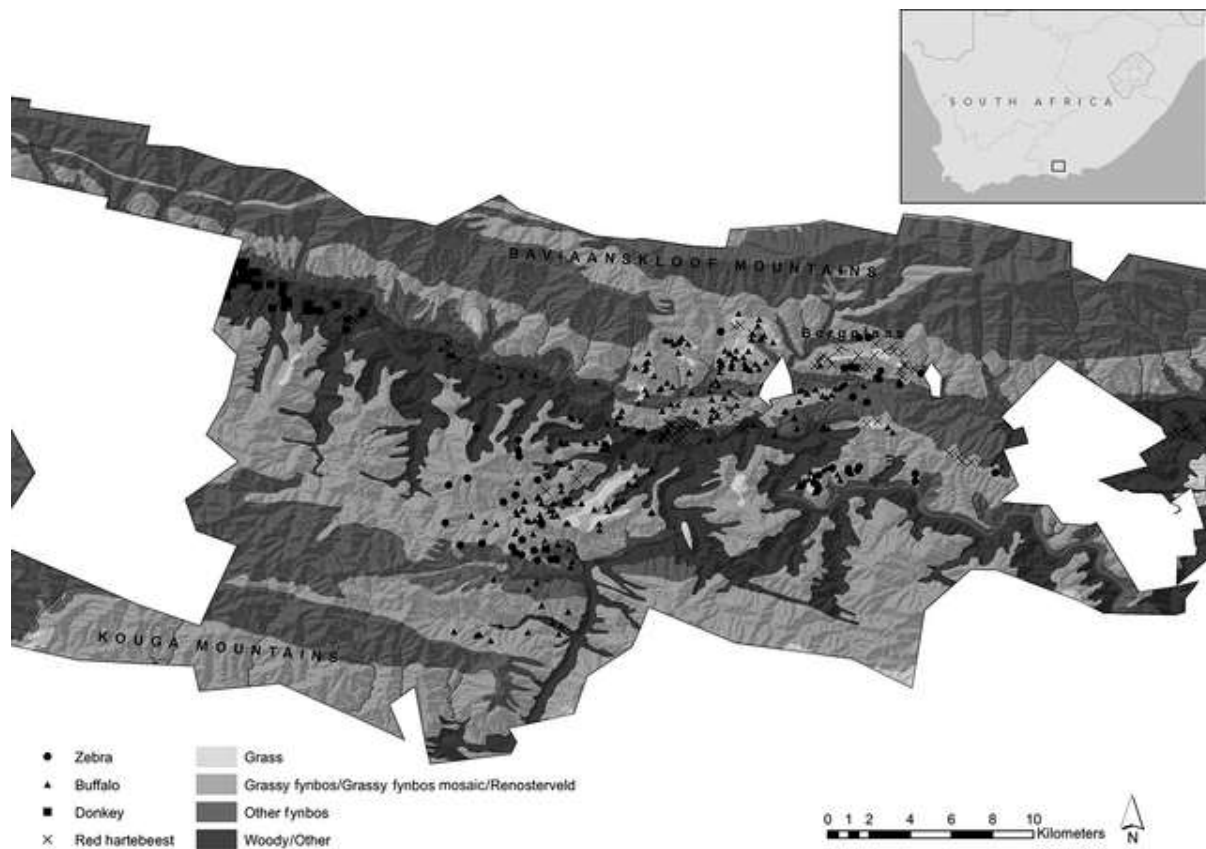 SOUTH AFRICA
BAVIAANSKLOOF MOUNTAINS
Bergplaas
KOUGA MOUNTAINS
Zebra
Buffalo
Donkey
Red hartebeest
Grass
Grassy fynbos/Grassy fynbos mosaic/Renosterveld
Other fynbos
Woody/Other
0 1 2 4 6 8 10
Kilometers
N